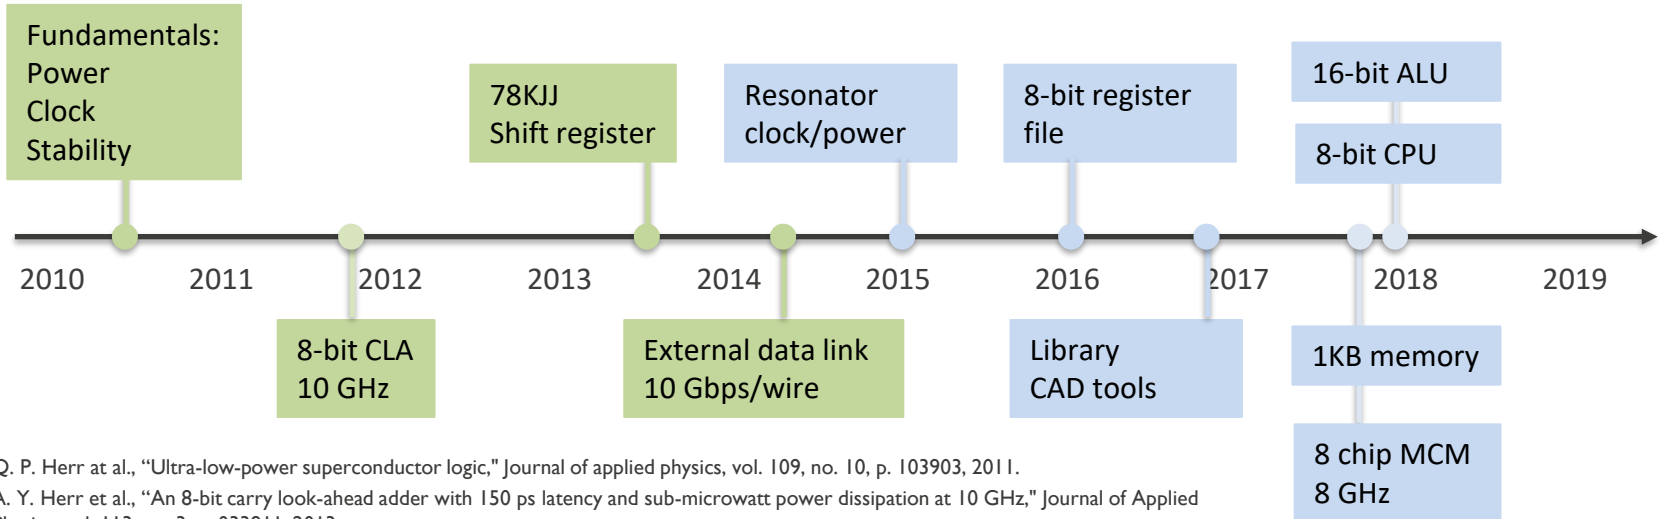 Fundamentals:
Power
Clock
Stability
78KJJ
Shift register
Resonator
clock/power
8-bit register
file
16-bit ALU
8-bit CPU
2010
2011
2012
2013
2014
2015
2016
2017
2018
2019
8-bit CLA
10 GHz
External data link
10 Gbps/wire
Library
CAD tools
1KB memory
8 chip MCM
8 GHz
Q. P. Herr at al., “Ultra-low-power superconductor logic," Journal of applied physics, vol. 109, no. 10, p. 103903, 2011.
A. Y. Herr et al., “An 8-bit carry look-ahead adder with 150 ps latency and sub-microwatt power dissipation at 10 GHz," Journal of Applied